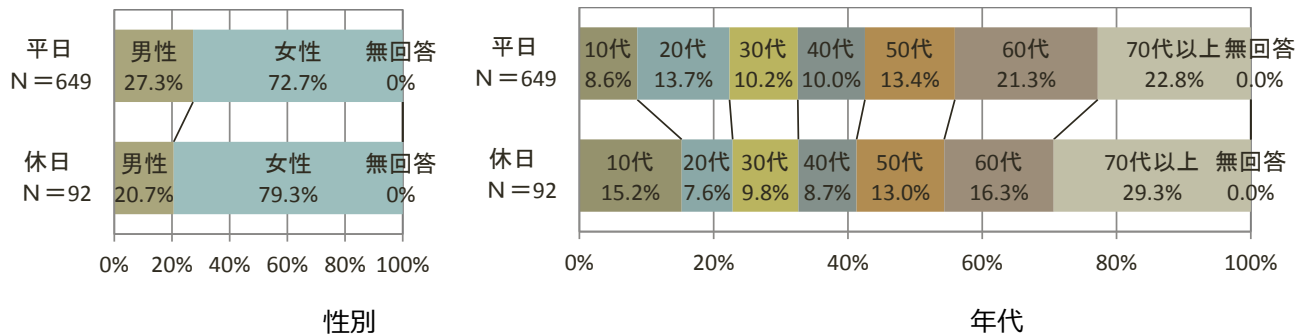 平日
N=649
男性 女性 無回答
27.3% 72.7% 0%
休日
N=92
男性 女性 無回答
20.7% 79.3% 0%
0% 20% 40% 60% 80% 100%
性別
平日
N=649
10代 20代 30代 40代 50代 60代 70代以上 無回答
8.6% 13.7% 10.2% 10.0% 13.4% 21.3% 22.8% 0.0%
休日
N=92
10代 20代 30代 40代 50代 60代 70代以上 無回答
15.2% 7.6% 9.8% 8.7% 13.0% 16.3% 29.3% 0.0%
0% 20% 40% 60% 80% 100%
年代